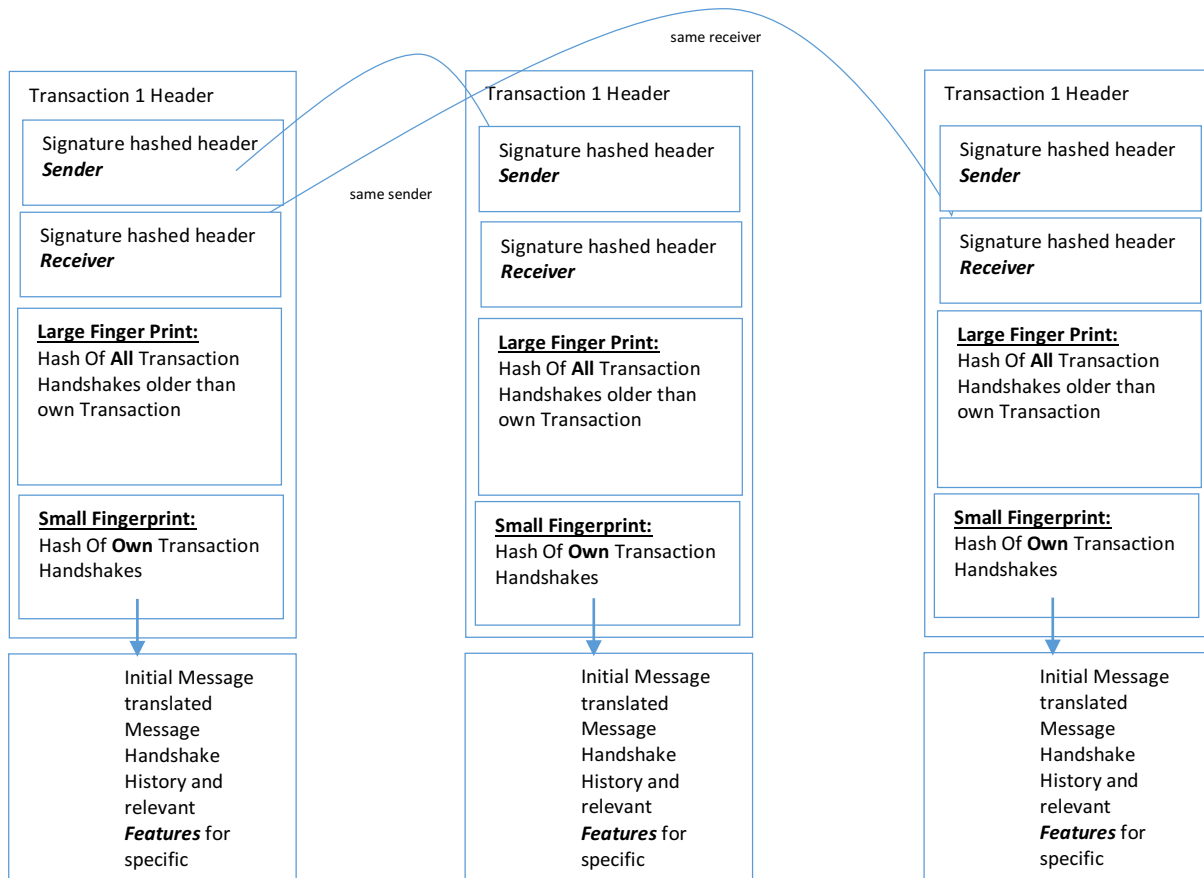 same receiver
same sender
Transaction 1 Header
Signature hashed header
Sender
Signature hashed header
Receiver
Large Finger Print:
Hash Of All Transaction
Handshakes older than
own Transaction
Small Fingerprint:
Hash Of Own Transaction
Handshakes
Initial Message
translated
Message
Handshake
History and
relevant
Features for
specific
Transaction 1 Header
Signature hashed header
Sender
Signature hashed header
Receiver
Large Finger Print:
Hash Of All Transaction
Handshakes older than
own Transaction
Small Fingerprint:
Hash Of Own Transaction
Handshakes
Initial Message
translated
Message
Handshake
History and
relevant
Features for
specific
Transaction 1 Header
Signature hashed header
Sender
Signature hashed header
Receiver
Large Finger Print:
Hash Of All Transaction
Handshakes older than
own Transaction
Small Fingerprint:
Hash Of Own Transaction
Handshakes
Initial Message
translated
Message
Handshake
History and
relevant
Features for
specific